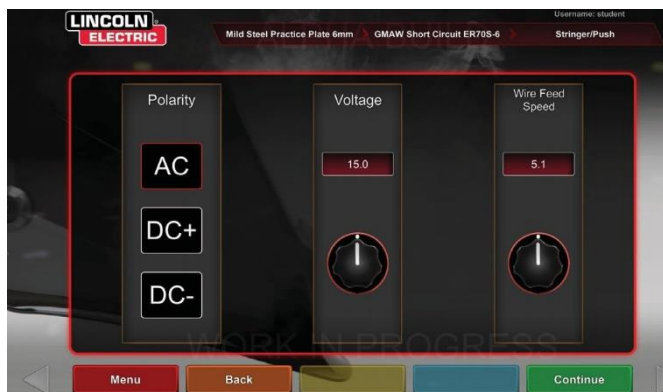 Username: student
LINCOLN
ELECTRIC
Mild Steel Practice Plate 6mm
GMAW Short Circuit ER70S-6
Stringer/Push
Polarity
AC
DC+
DC-
Voltage
15.0
Wire Feed
Speed
5.1
WORK IN PROGRESS
Menu
Back
Continue